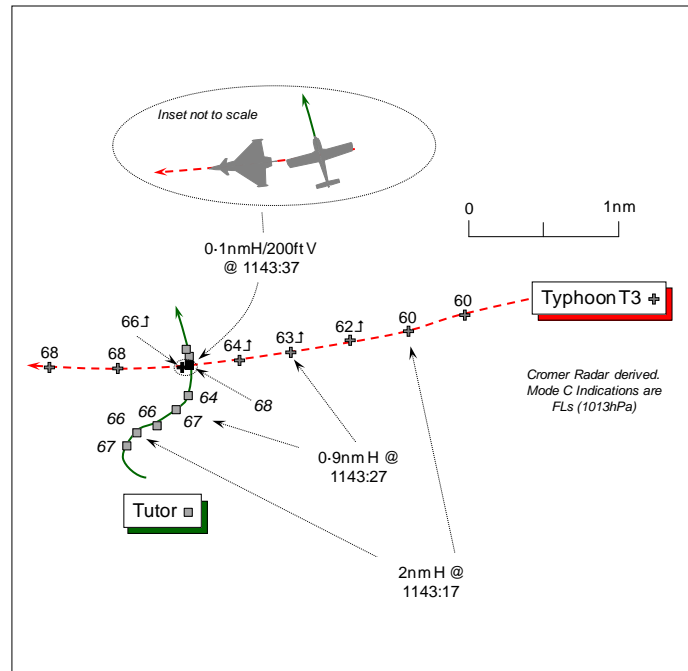 Inset not to scale
0
1nm
0·1nmH/200ft V
@ 1143:37
Typhoon T3
60
60
62↥
63↥
64↥
66↥
68
68
Cromer Radar derived.
Mode C Indications are
FLs (1013hPa)
64
68
67
66
66
67
0·9nm H @
1143:27
Tutor
2nm H @
1143:17